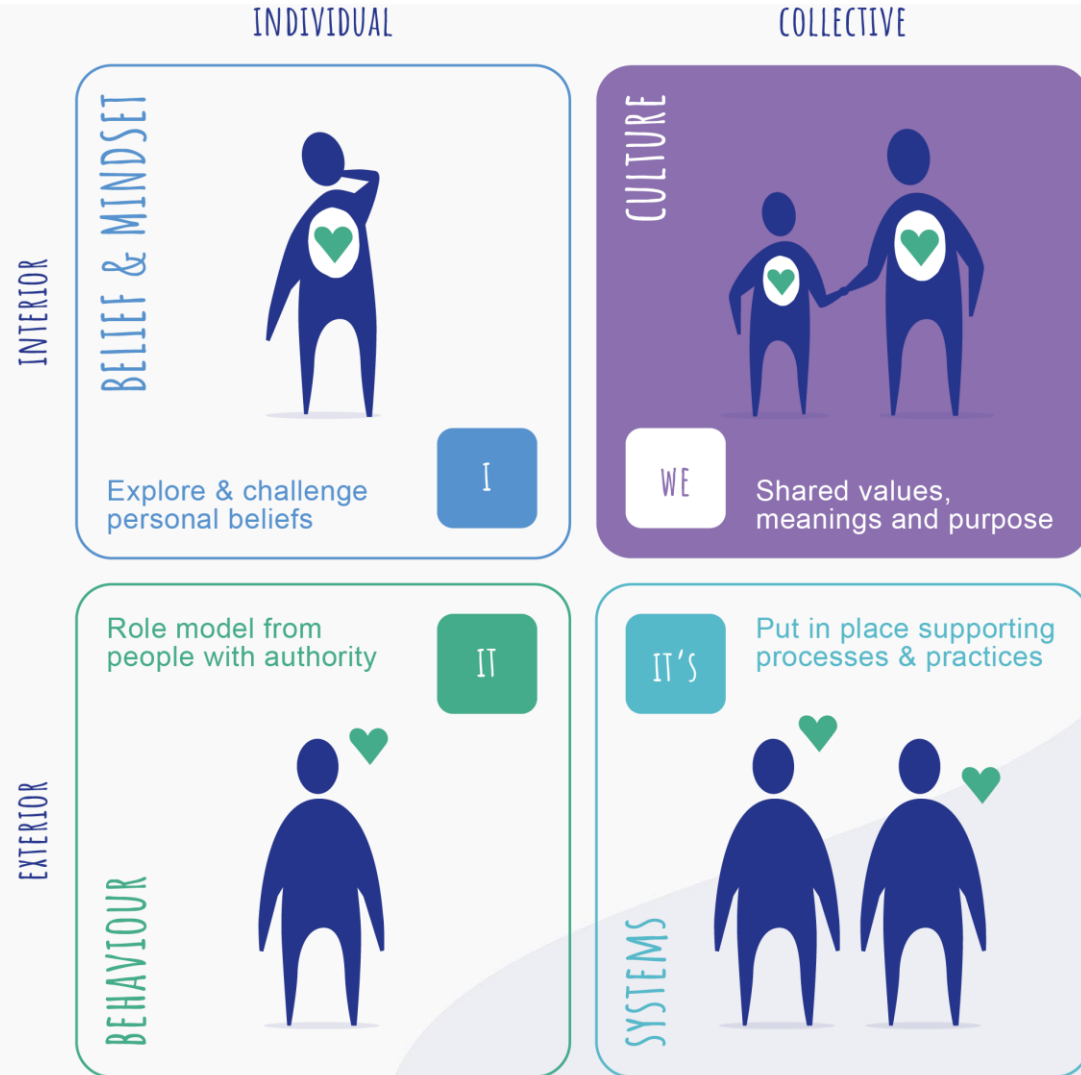 INDIVIDUAL
COLLECTIVE
INTERIOR
BELIEF & MINDSET
Explore & challenge
personal beliefs
I
CULTURE
WE
Shared values,
meanings and purpose
EXTERIOR
Role model from
people with authority
IT
BEHAVIOUR
IT'S
Put in place supporting
processes & practices
SYSTEMS